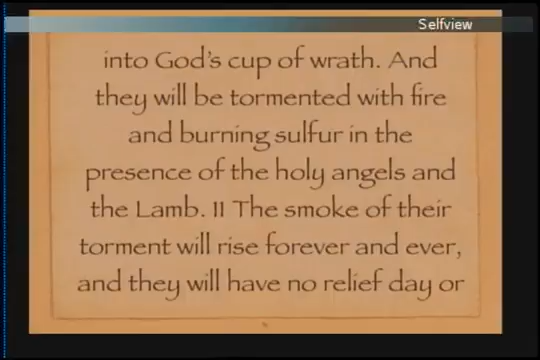 Selfview
into God's cup of wrath. And
they will be tormented with fire
and burning sulfur in the
presence of the holy angels and
the Lamb. 11 The smoke of their
torment will rise forever and ever,
and they will have no relief day or